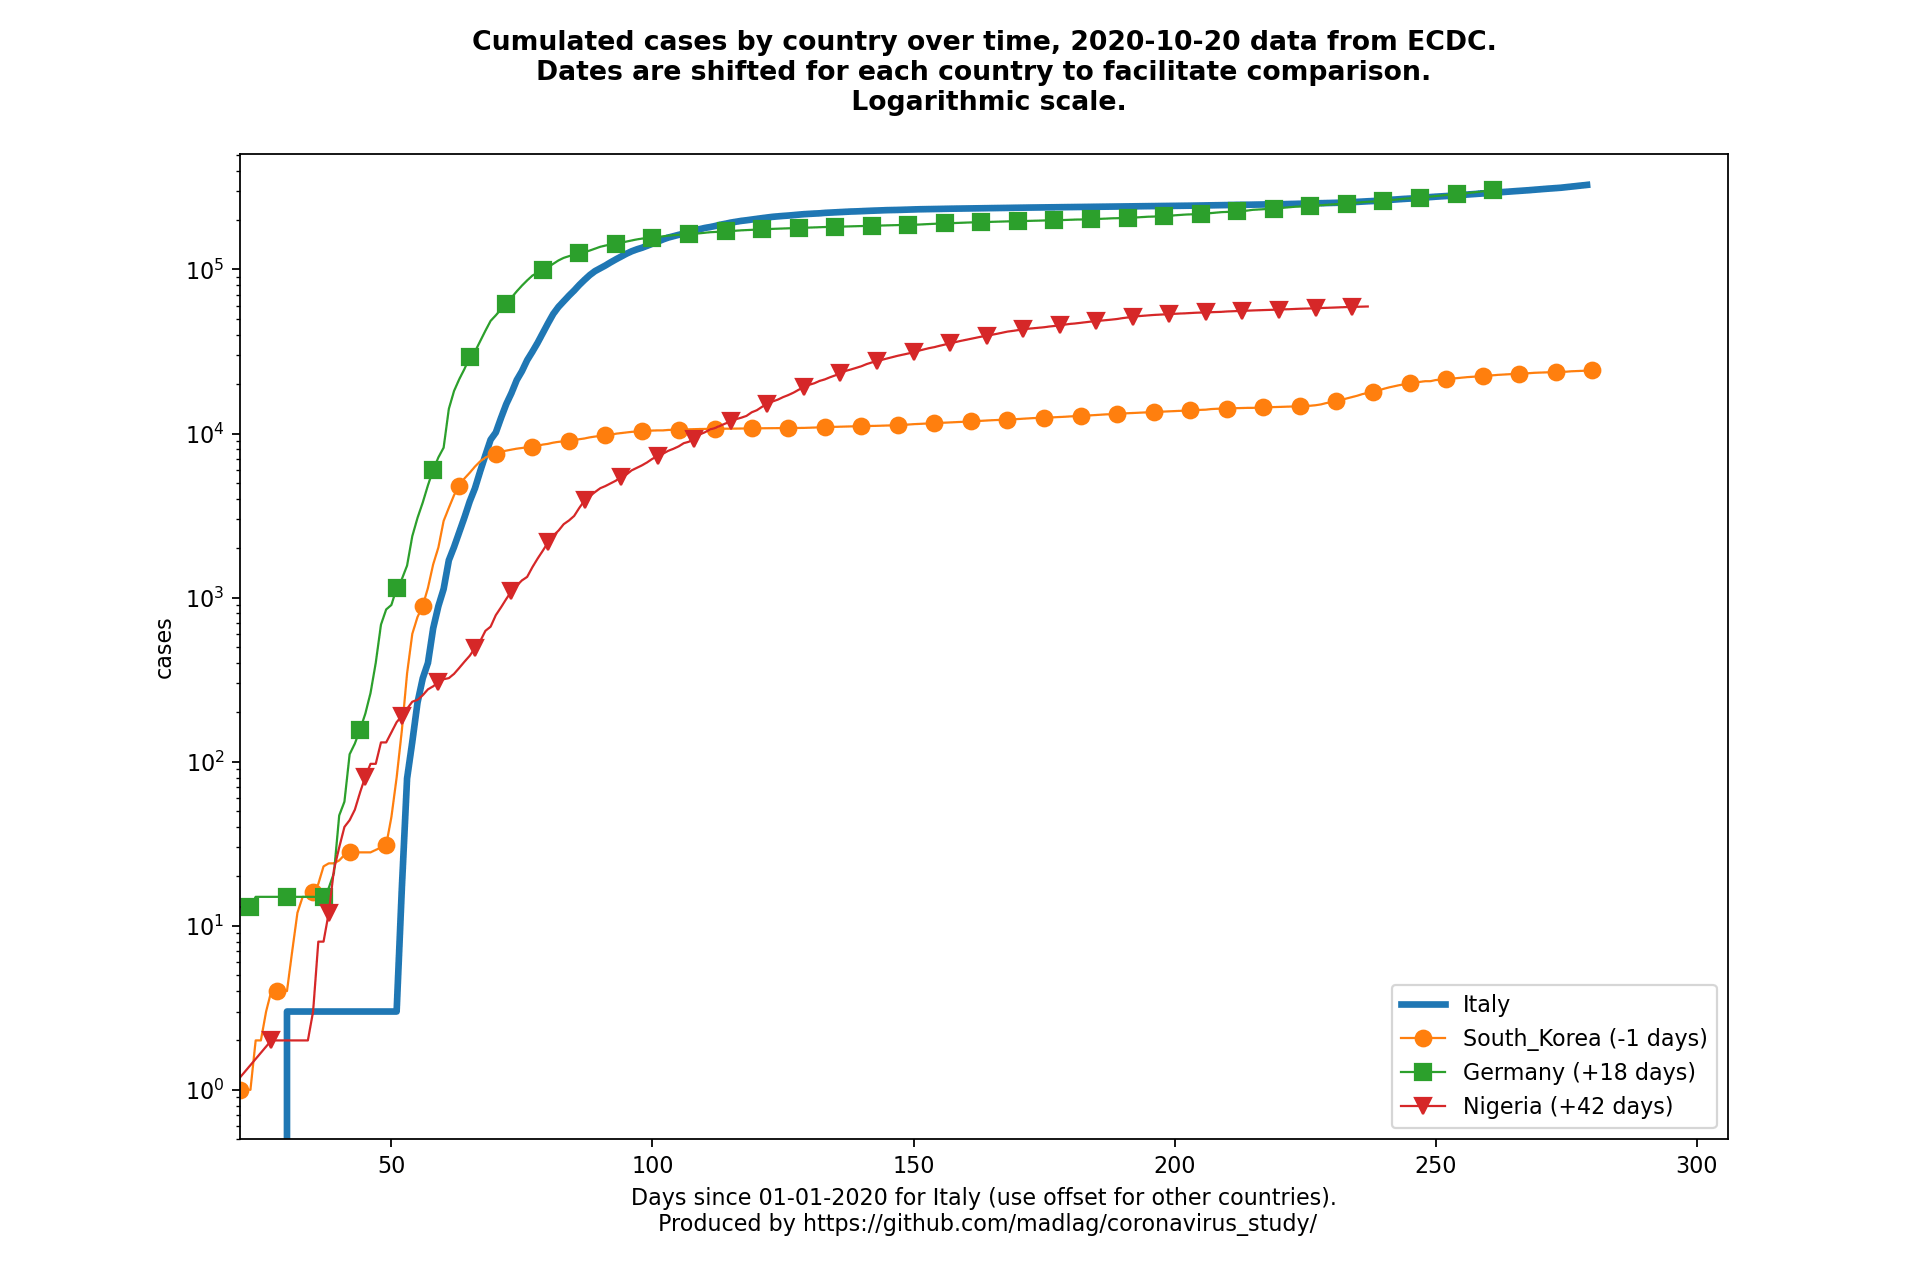 Cumulated cases by country over time, 2020-10-20 data from ECDC.
Dates are shifted for each country to facilitate comparison.
Logarithmic scale.
10^5
10^4
10^3
10^2
10^1
10^0
cases
50 100 150 200 250 300
Italy
South_Korea (-1 days)
Germany (+18 days)
Nigeria (+42 days)
Days since 01-01-2020 for Italy (use offset for other countries).
Produced by https://github.com/madlag/coronavirus_study/